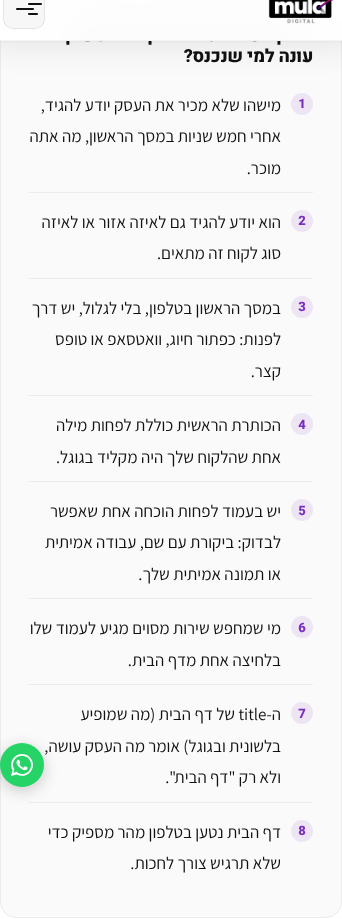 mula
DIGITAL
עונה למי שנכנס?
1 מישהו שלא מכיר את העסק יודע להגיד,
אחרי חמש שניות במסך הראשון, מה אתה
מוכר.
2 הוא יודע להגיד גם לאיזה אזור או לאיזה
סוג לקוח זה מתאים.
3 במסך הראשון בטלפון, בלי לגלול, יש דרך
לפנות: כפתור חיוג, וואטסאפ או טופס
קצר.
4 הכותרת הראשית כוללת לפחות מילה
אחת שהלקוח שלך היה מקליד בגוגל.
5 יש בעמוד לפחות הוכחה אחת שאפשר
לבדוק: ביקורת עם שם, עבודה אמיתית
או תמונה אמיתית שלך.
6 מי שמחפש שירות מסוים מגיע לעמוד שלו
בלחיצה אחת מדף הבית.
7 ה-title של דף הבית (מה שמופיע
בלשונית ובגוגל) אומר מה העסק עושה,
ולא רק "דף הבית".
8 דף הבית נטען בטלפון מהר מספיק כדי
שלא תרגיש צורך לחכות.